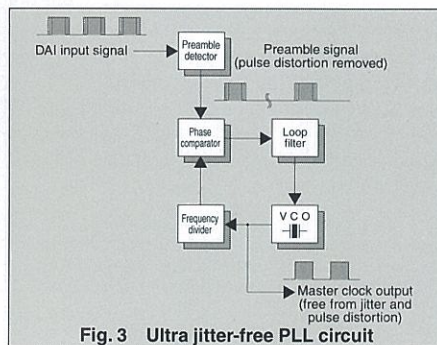 DAI input signal
Preamble
detector
Preamble signal
(pulse distortion removed)
Phase
comparator
Loop
filter
Frequency
divider
V C O
Master clock output
(free from jitter and
pulse distortion)
Fig. 3 Ultra jitter-free PLL circuit